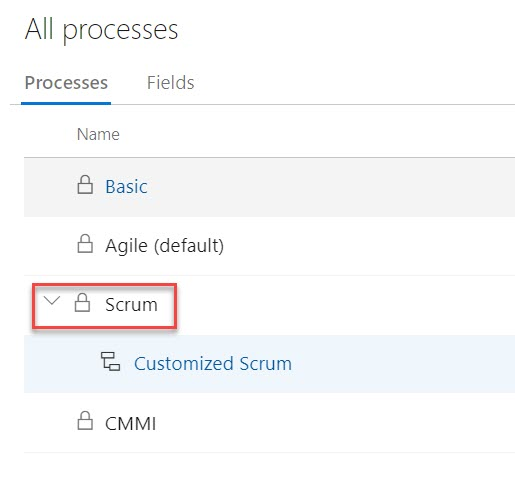 All processes
Processes Fields
Name
Basic
Agile (default)
Scrum
Customized Scrum
CMMI